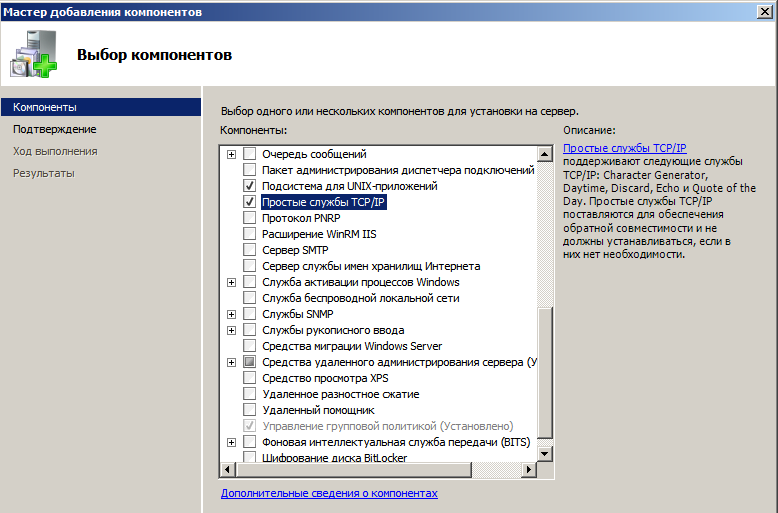 Мастер добавления компонентов
Выбор компонентов
Компоненты
Подтверждение
Ход выполнения
Результаты
Выбор одного или нескольких компонентов для установки на сервер.
Компоненты:
Очередь сообщений
Пакет администрирования диспетчера подключений
Подсистема для UNIX-приложений
Простые службы TCP/IP
Протокол PNRP
Расширение WinRM IIS
Сервер SMTP
Сервер службы имен хранилищ Интернета
Служба активации процессов Windows
Служба беспроводной локальной сети
Службы SNMP
Службы рукописного ввода
Средства миграции Windows Server
Средства удаленного администрирования сервера (У
Средство просмотра XPS
Удаленное разностное сжатие
Удаленный помощник
Управление групповой политикой (Установлено)
Фоновая интеллектуальная служба передачи (BITS)
Шифрование диска BitLocker
Описание:
Простые службы TCP/IP
поддерживают следующие службы
TCP/IP: Character Generator,
Daytime, Discard, Echo и Quote of the
Day. Простые службы TCP/IP
поставляются для обеспечения
обратной совместимости и не
должны устанавливаться, если в
них нет необходимости.
Дополнительные сведения о компонентах